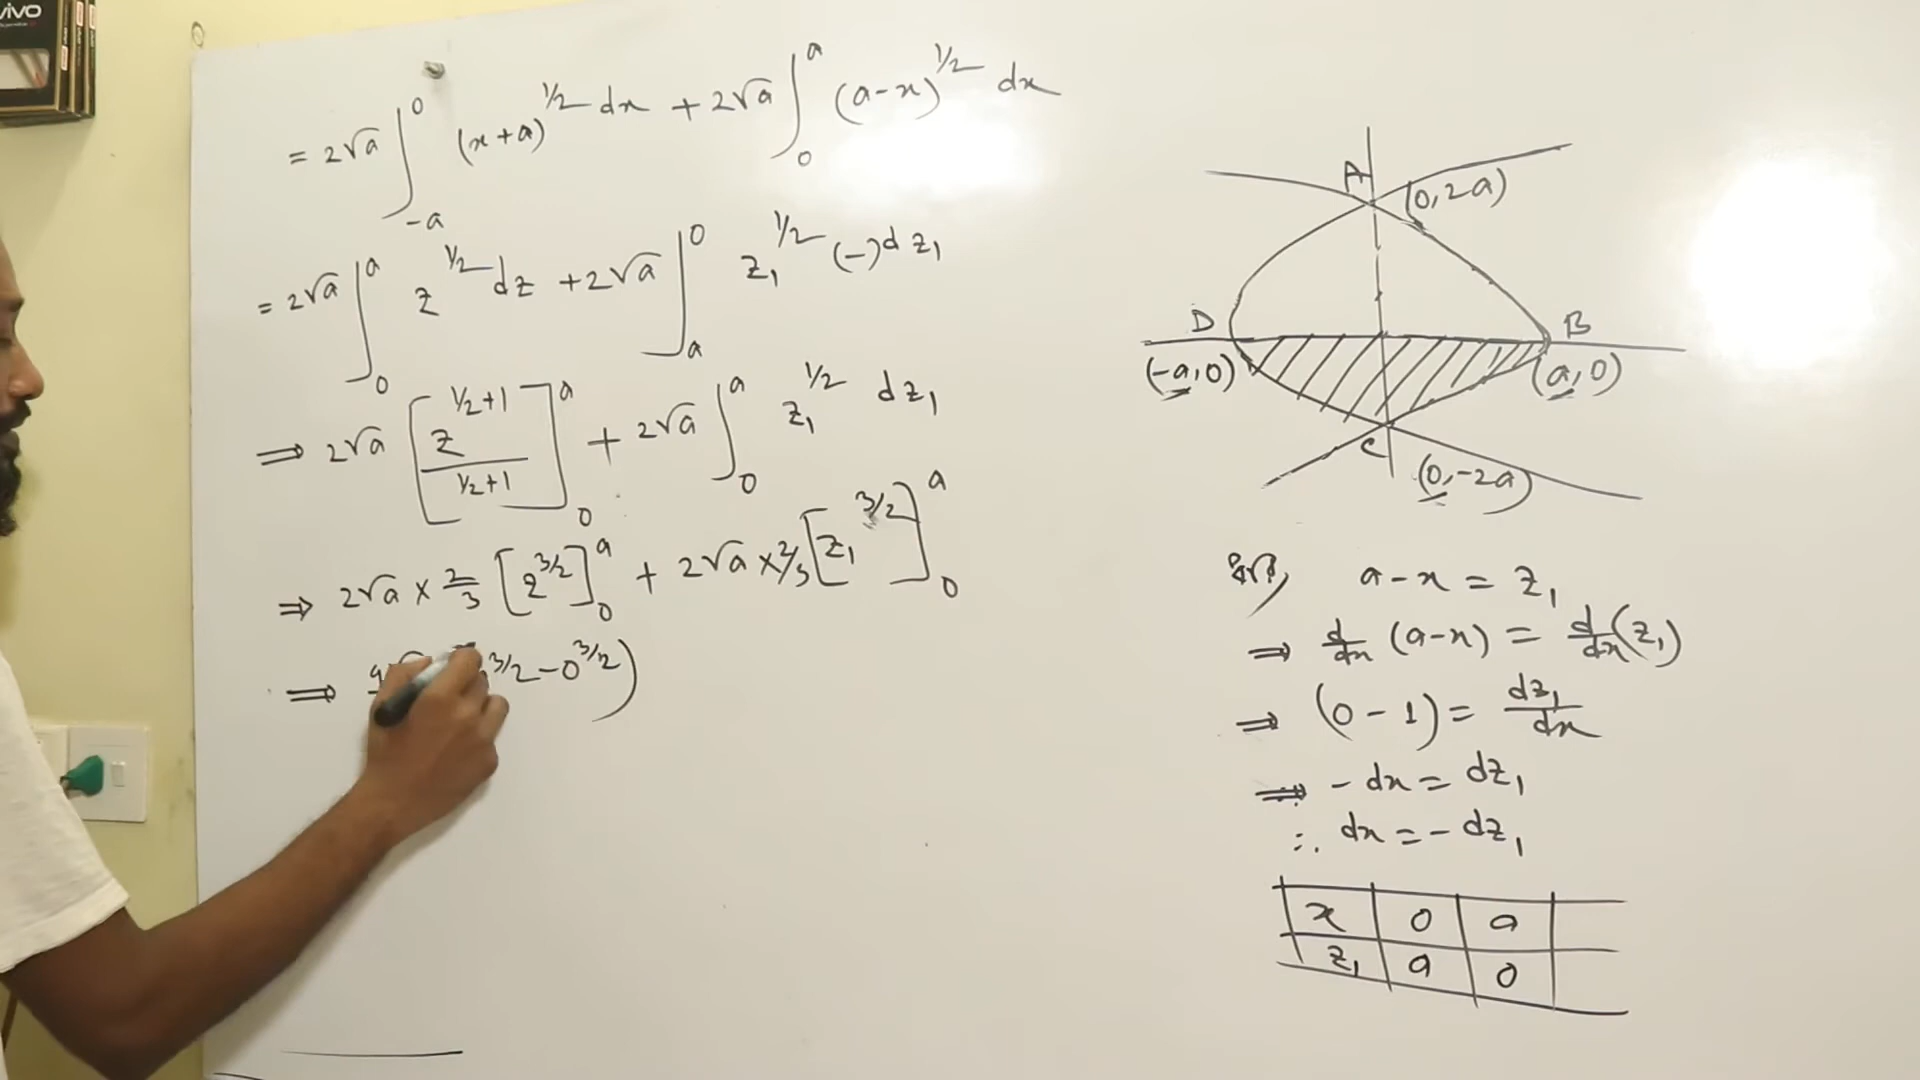 vivo
= 2√a ∫_{-a}^{0} (x+a)^{1/2} dx + 2√a ∫_{0}^{a} (a-x)^{1/2} dx
= 2√a ∫_{0}^{a} z^{1/2} dz + 2√a ∫_{a}^{0} z₁^{1/2} (-) dz₁
⇒ 2√a [z^{1/2+1} / (1/2+1)]_{0}^{a} + 2√a ∫_{0}^{a} z₁^{1/2} dz₁
⇒ 2√a × 2/3 [z^{3/2}]_{0}^{a} + 2√a × 2/3 [z₁^{3/2}]_{0}^{a}
⇒ 3/2 - 0^{3/2})
A
(0, 2a)
D
B
(-a, 0)
(a, 0)
C
(0, -2a)
ধরি, a-x = z₁
⇒ d/dx (a-x) = d/dx (z₁)
⇒ (0-1) = dz₁/dx
⇒ -dx = dz₁
∴ dx = -dz₁
x 0 a
z₁ a 0